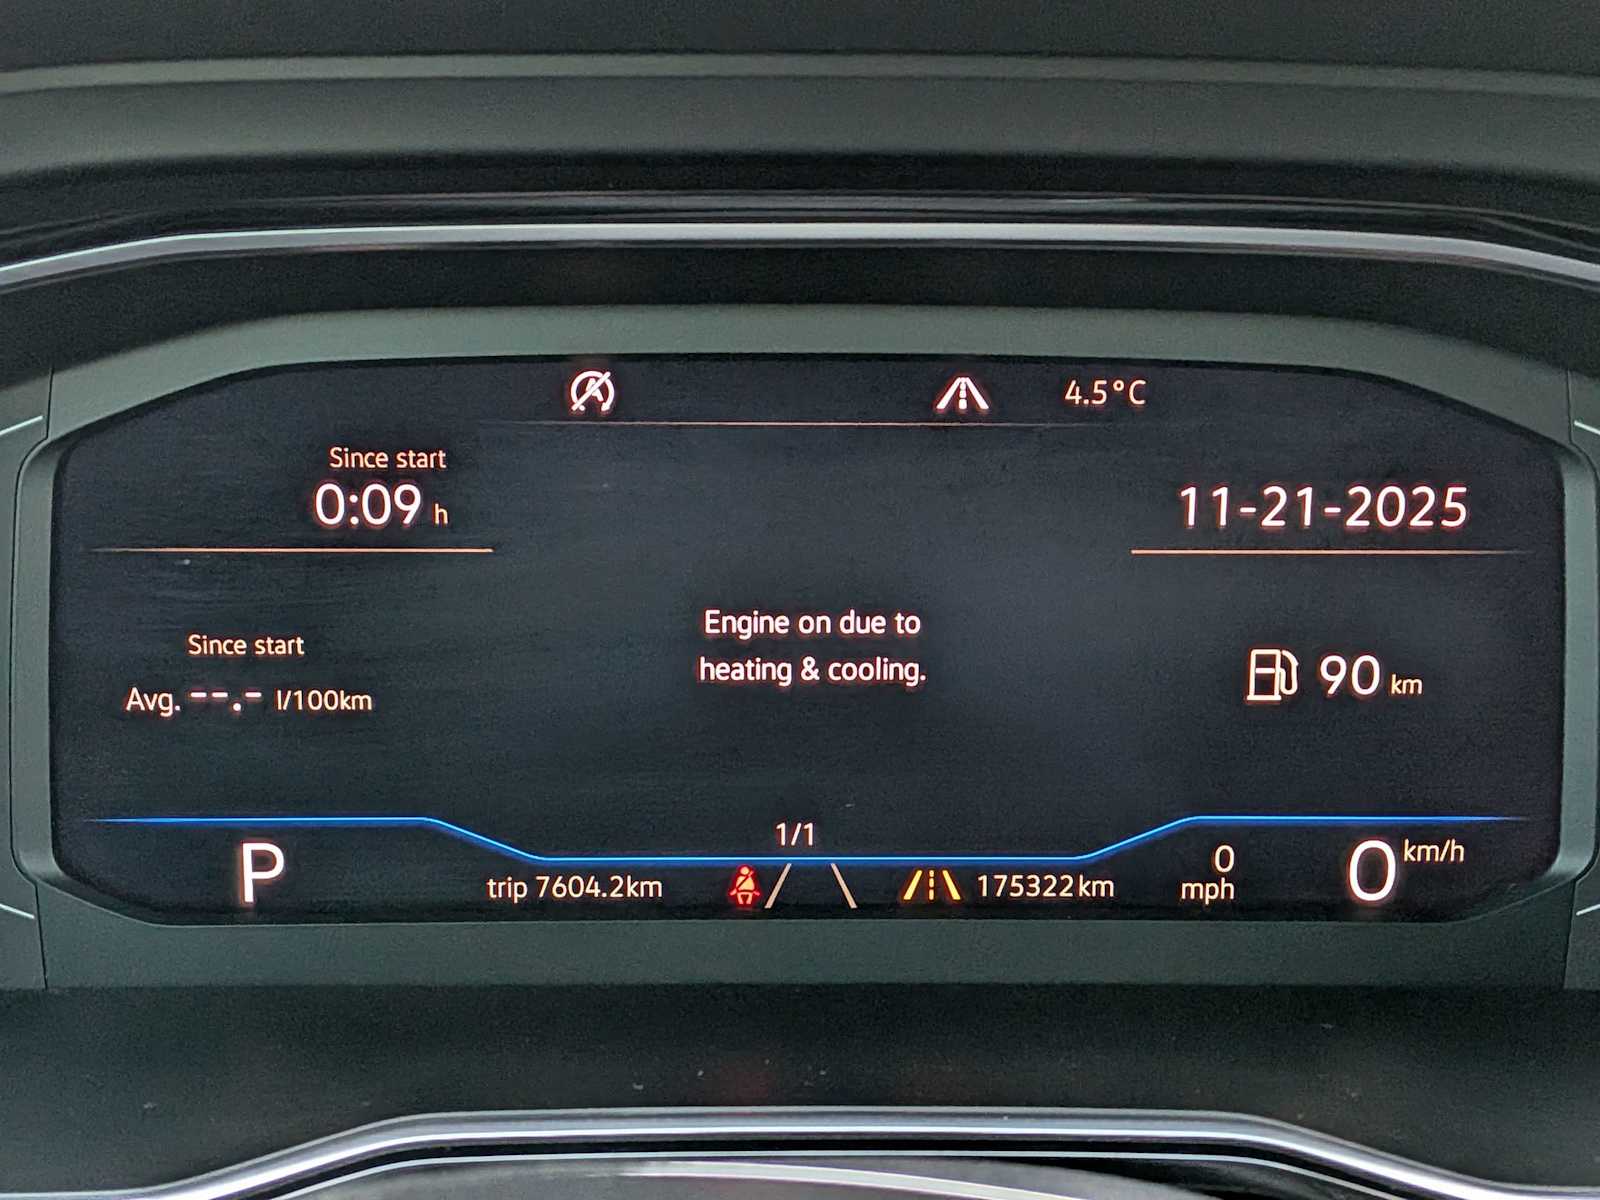 4.5°C
Since start
0:09 h
11-21-2025
Engine on due to
heating & cooling.
Since start
Avg. --.- l/100km
90 km
1/1
P
trip 7604.2km
175322km
0
mph
0 km/h